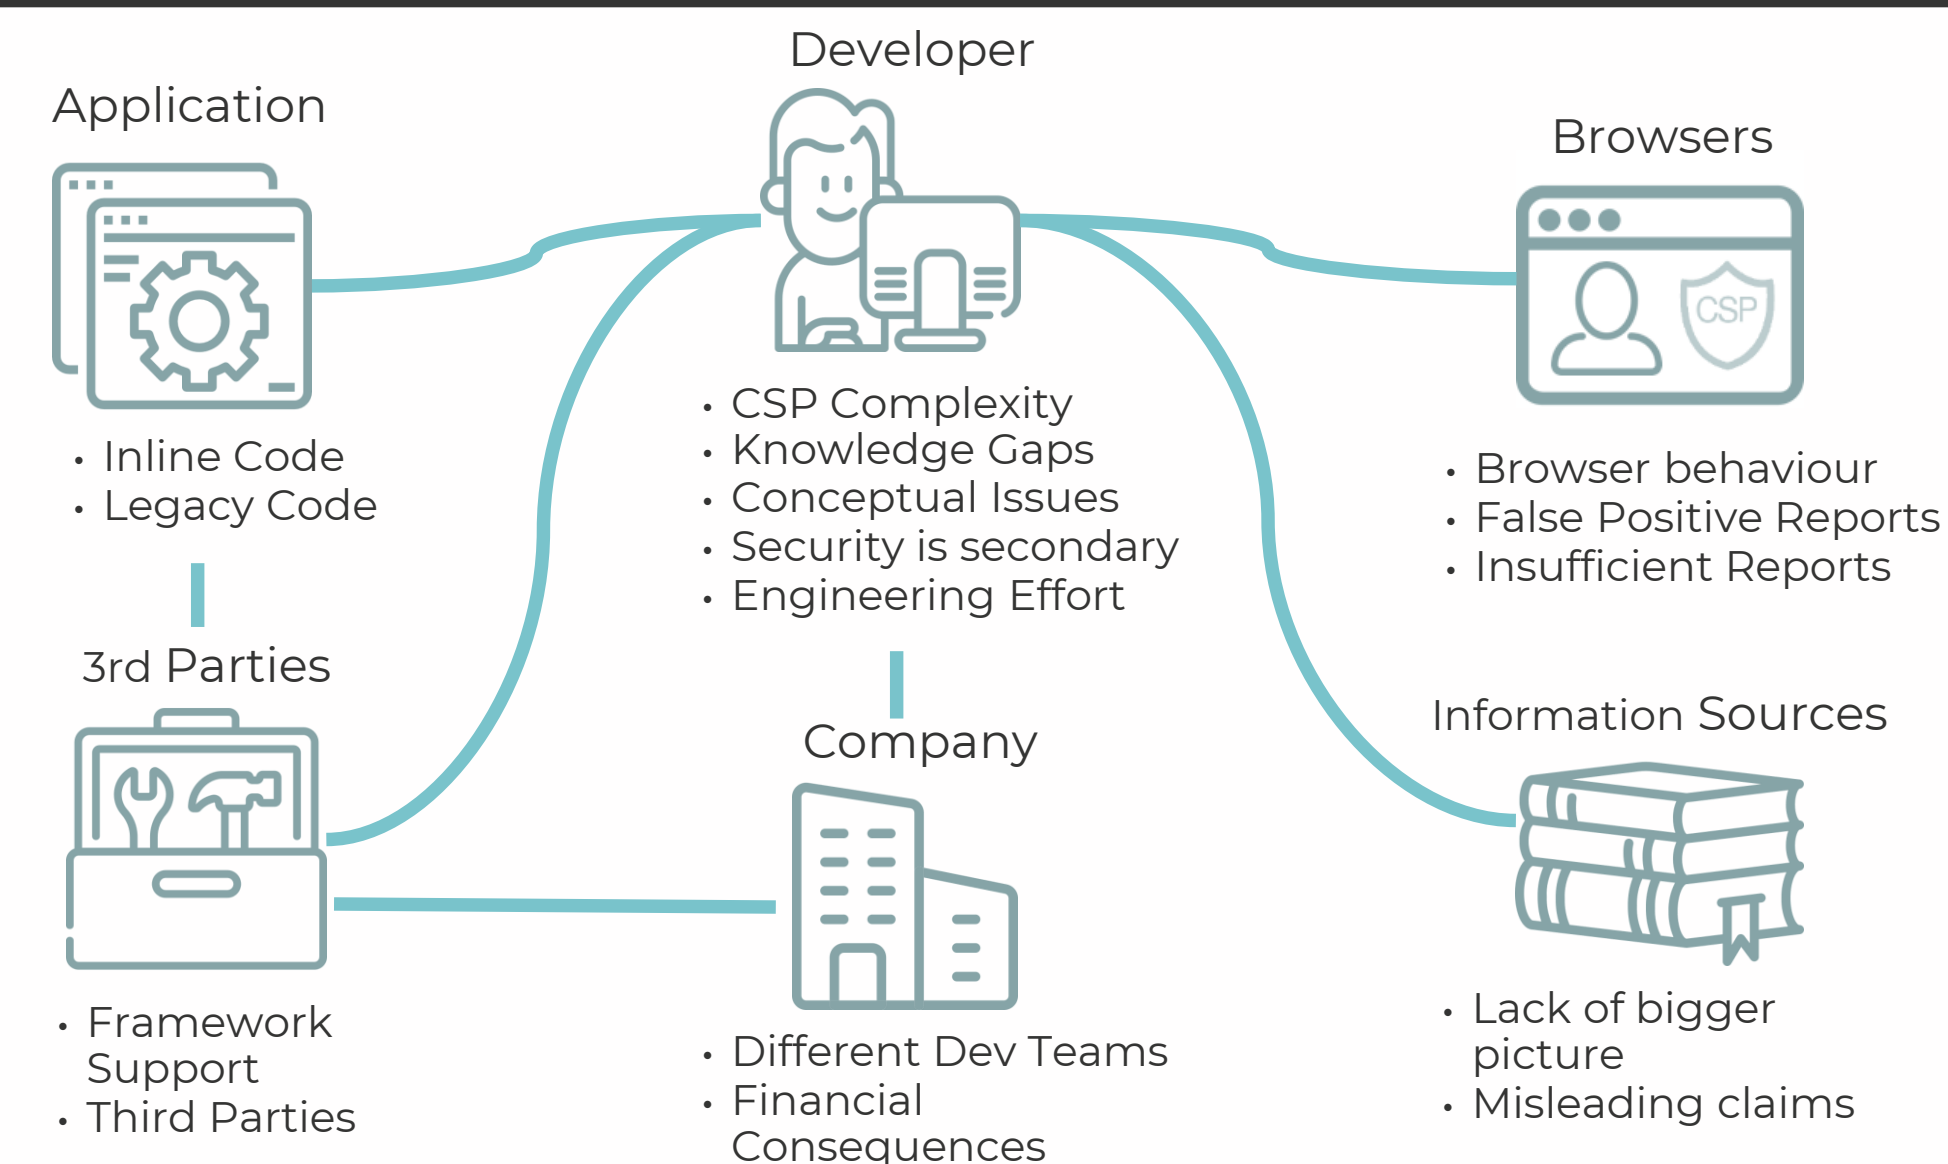 Application
• Inline Code
• Legacy Code
3rd Parties
• Framework
Support
• Third Parties
Developer
• CSP Complexity
• Knowledge Gaps
• Conceptual Issues
• Security is secondary
• Engineering Effort
Company
• Different Dev Teams
• Financial
Consequences
Browsers
CSP
• Browser behaviour
• False Positive Reports
• Insufficient Reports
Information Sources
• Lack of bigger
picture
• Misleading claims